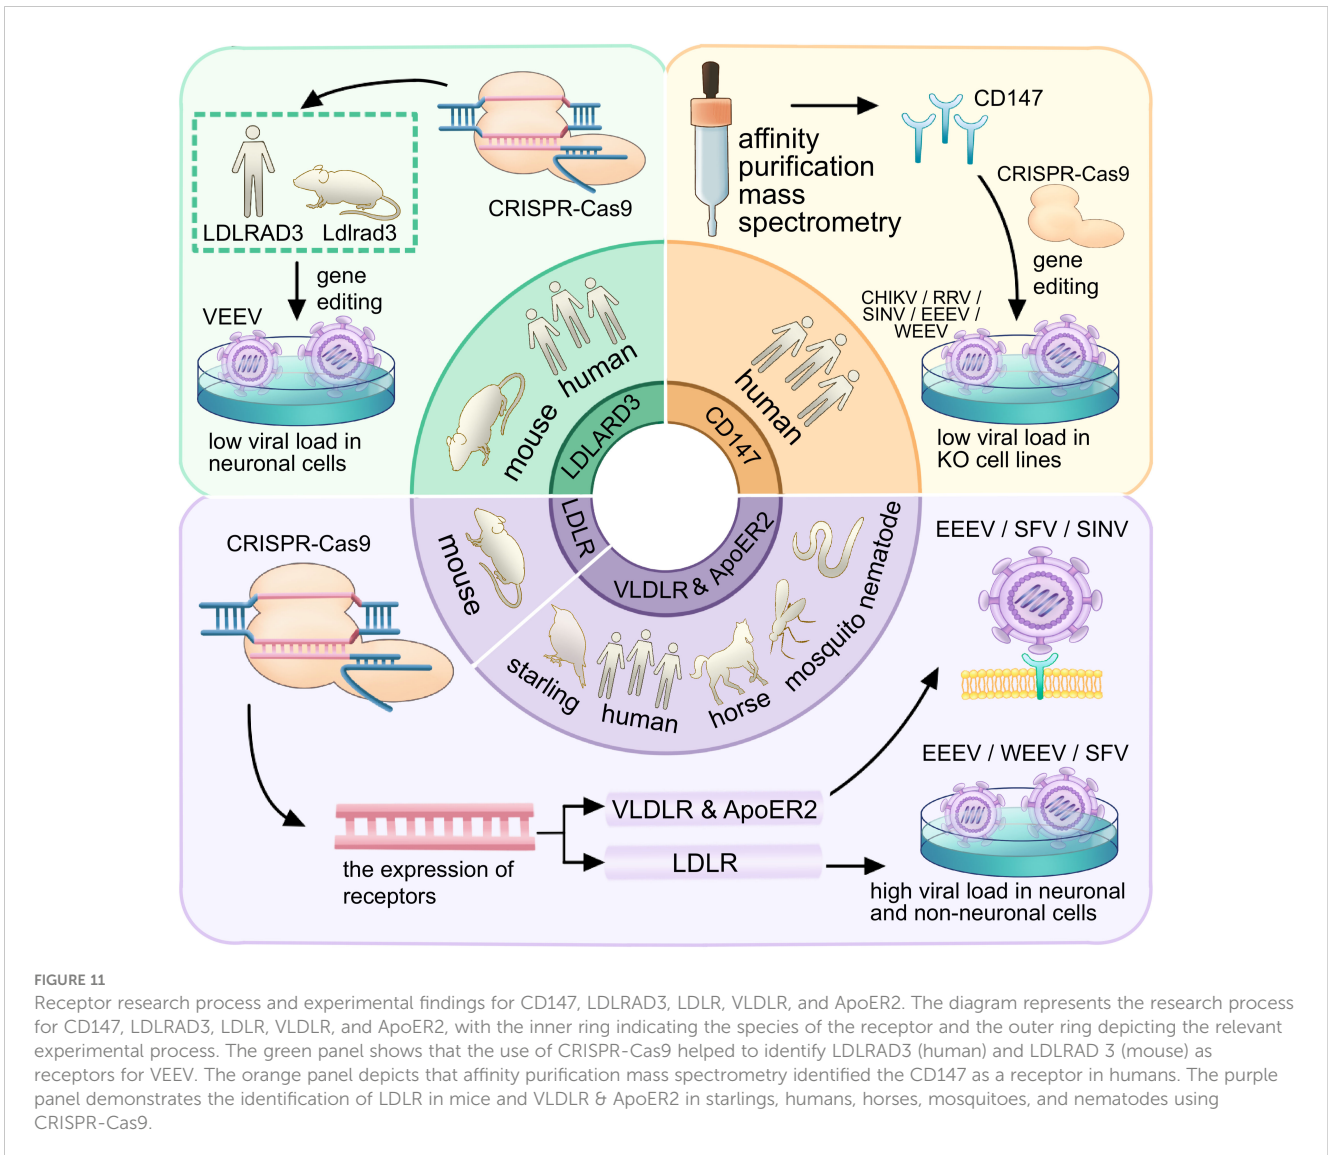 CRISPR-Cas9
LDLRAD3 Ldlrad3
gene
editing
VEEV
low viral load in
neuronal cells
affinity
purification
mass
spectrometry
CD147
CRISPR-Cas9
gene
editing
CHIKV / RRV /
SINV / EEEV /
WEEV
low viral load in
KO cell lines
mouse
human
LDLARD3
human
CD147
mouse
LDLR
VLDLR & ApoER2
starling
human
horse
mosquito
nematode
CRISPR-Cas9
the expression of
receptors
VLDLR & ApoER2
LDLR
EEEV / SFV / SINV
EEEV / WEEV / SFV
high viral load in neuronal
and non-neuronal cells
FIGURE 11
Receptor research process and experimental findings for CD147, LDLRAD3, LDLR, VLDLR, and ApoER2. The diagram represents the research process
for CD147, LDLRAD3, LDLR, VLDLR, and ApoER2, with the inner ring indicating the species of the receptor and the outer ring depicting the relevant
experimental process. The green panel shows that the use of CRISPR-Cas9 helped to identify LDLRAD3 (human) and LDLRAD 3 (mouse) as
receptors for VEEV. The orange panel depicts that affinity purification mass spectrometry identified the CD147 as a receptor in humans. The purple
panel demonstrates the identification of LDLR in mice and VLDLR & ApoER2 in starlings, humans, horses, mosquitoes, and nematodes using
CRISPR-Cas9.